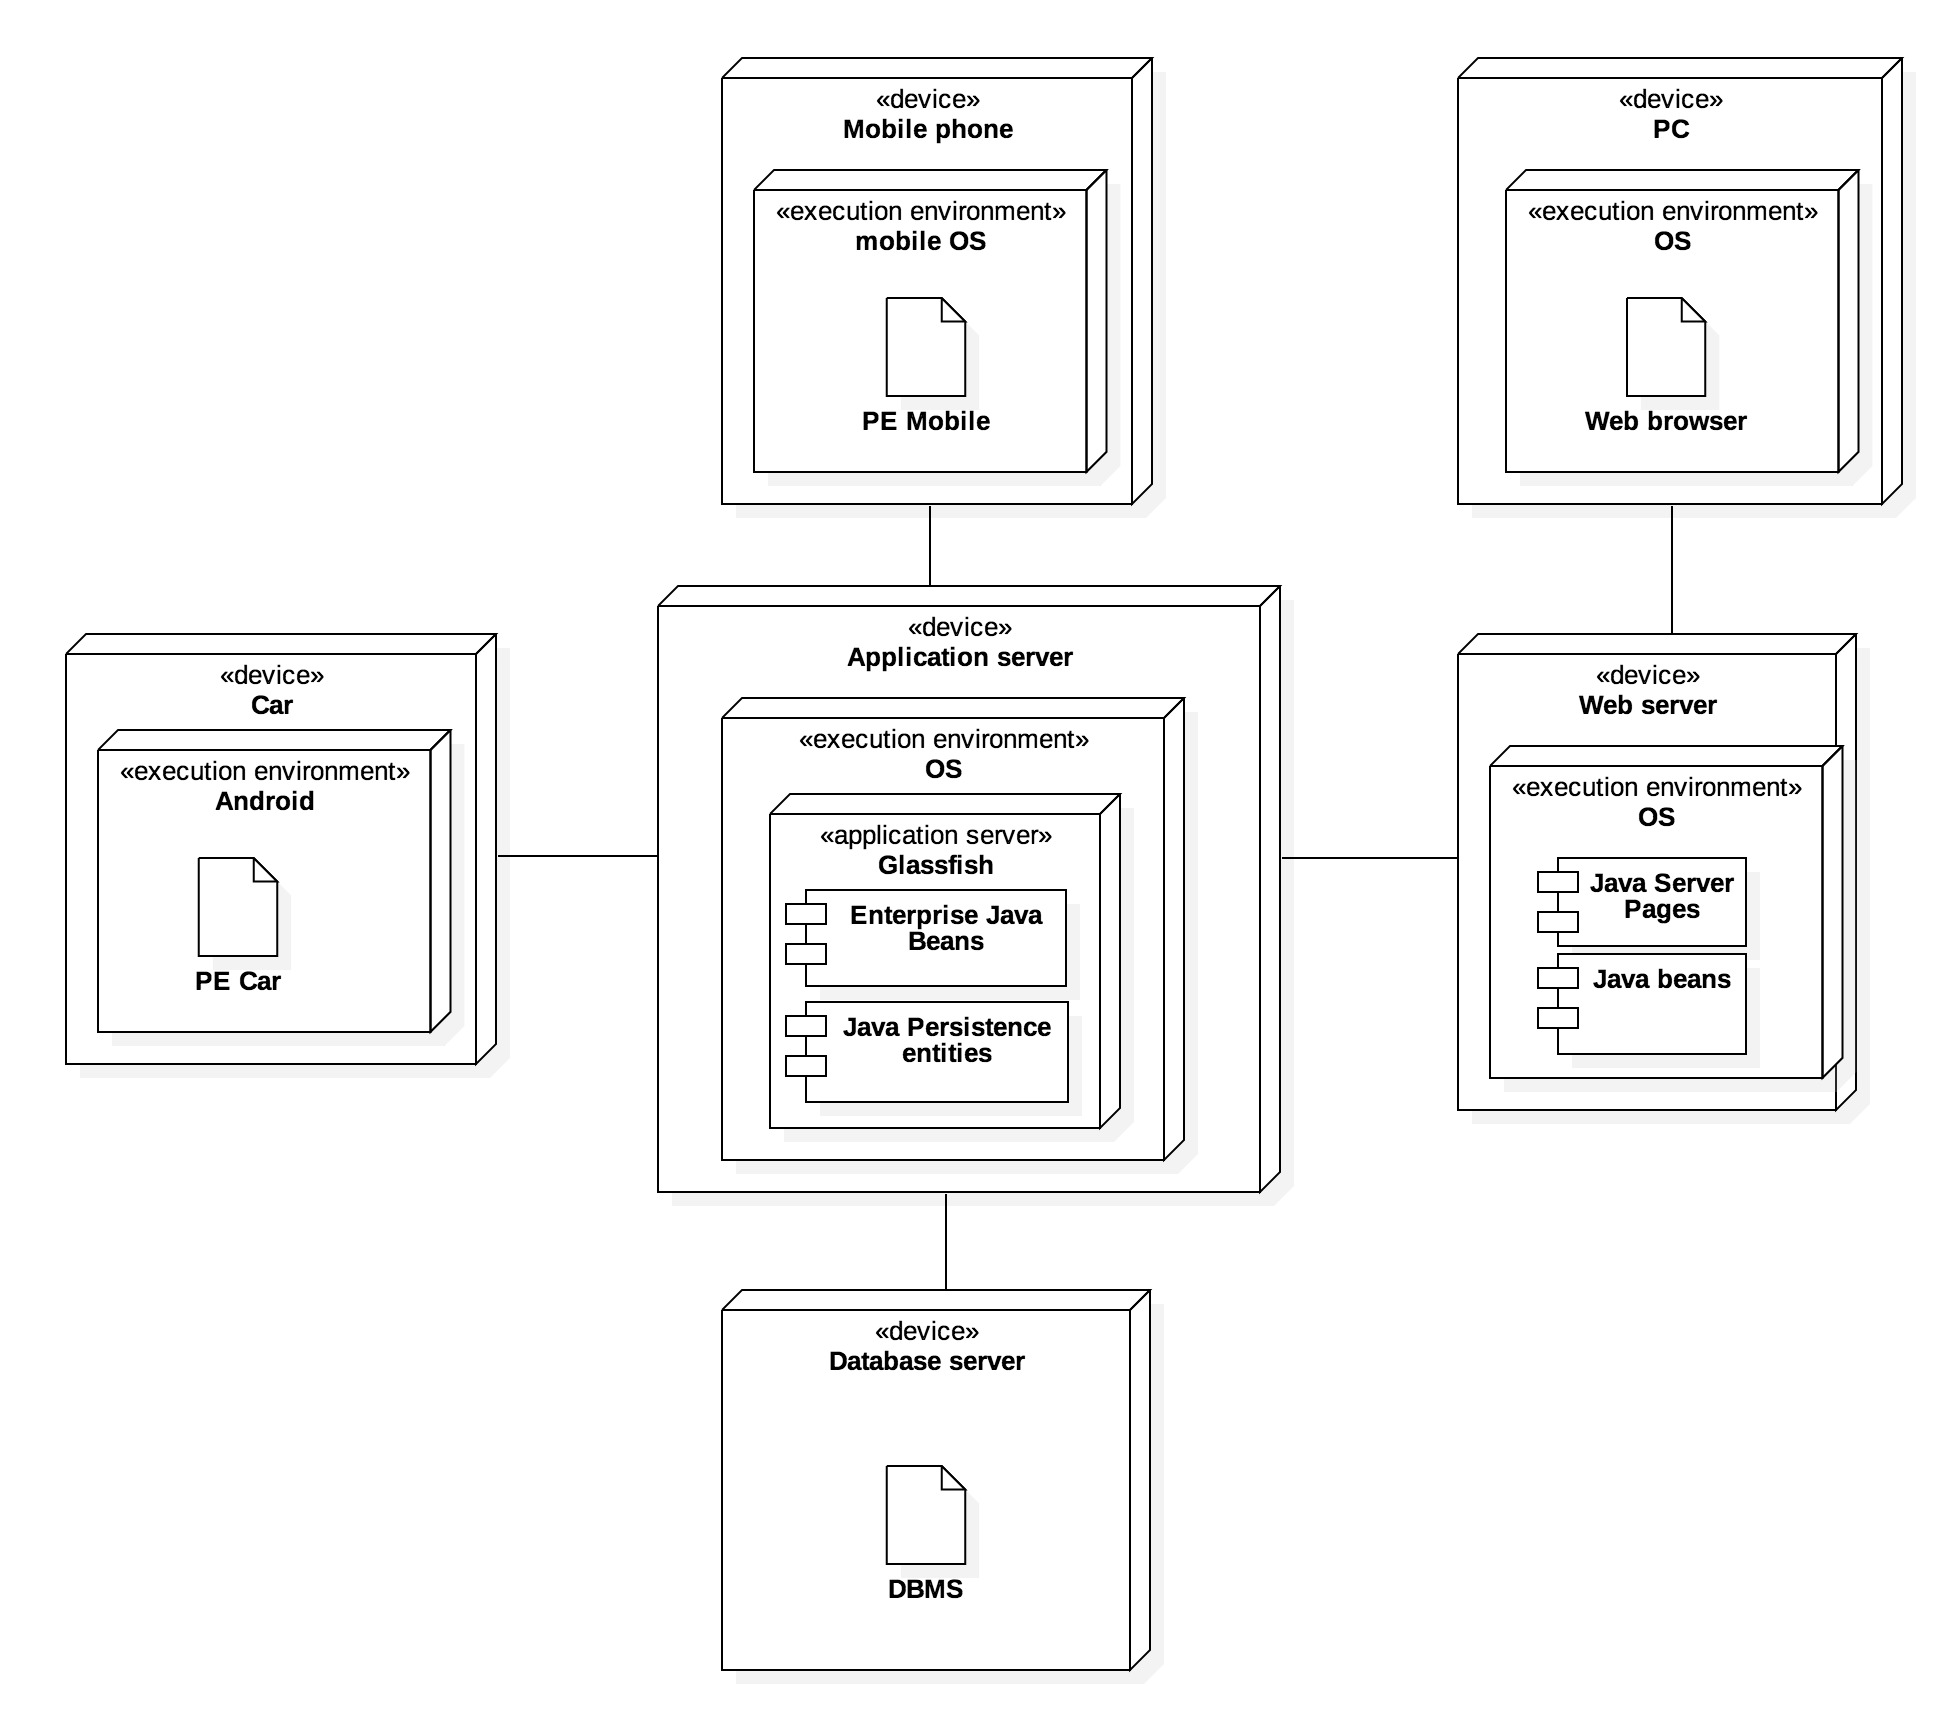 «device»
Mobile phone
«execution environment»
mobile OS
PE Mobile
«device»
PC
«execution environment»
OS
Web browser
«device»
Car
«execution environment»
Android
PE Car
«device»
Application server
«execution environment»
OS
«application server»
Glassfish
Enterprise Java
Beans
Java Persistence
entities
«device»
Web server
«execution environment»
OS
Java Server
Pages
Java beans
«device»
Database server
DBMS